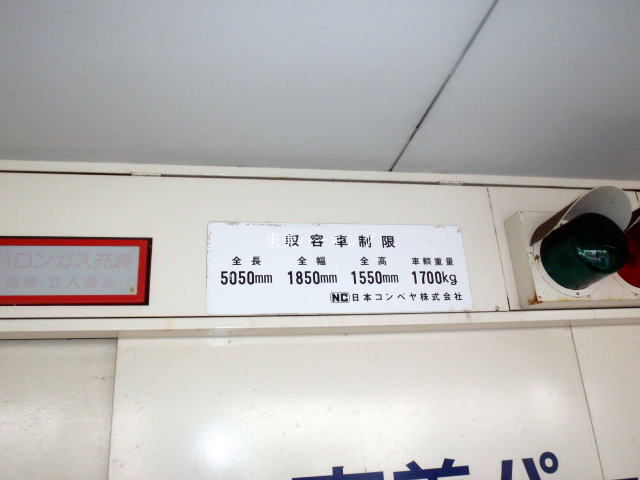 収容車制限
全長 全幅 全高 車輌重量
5050mm 1850mm 1550mm 1700kg
NC 日本コンベヤ株式会社
ハロンガス充満
危険・立入禁止